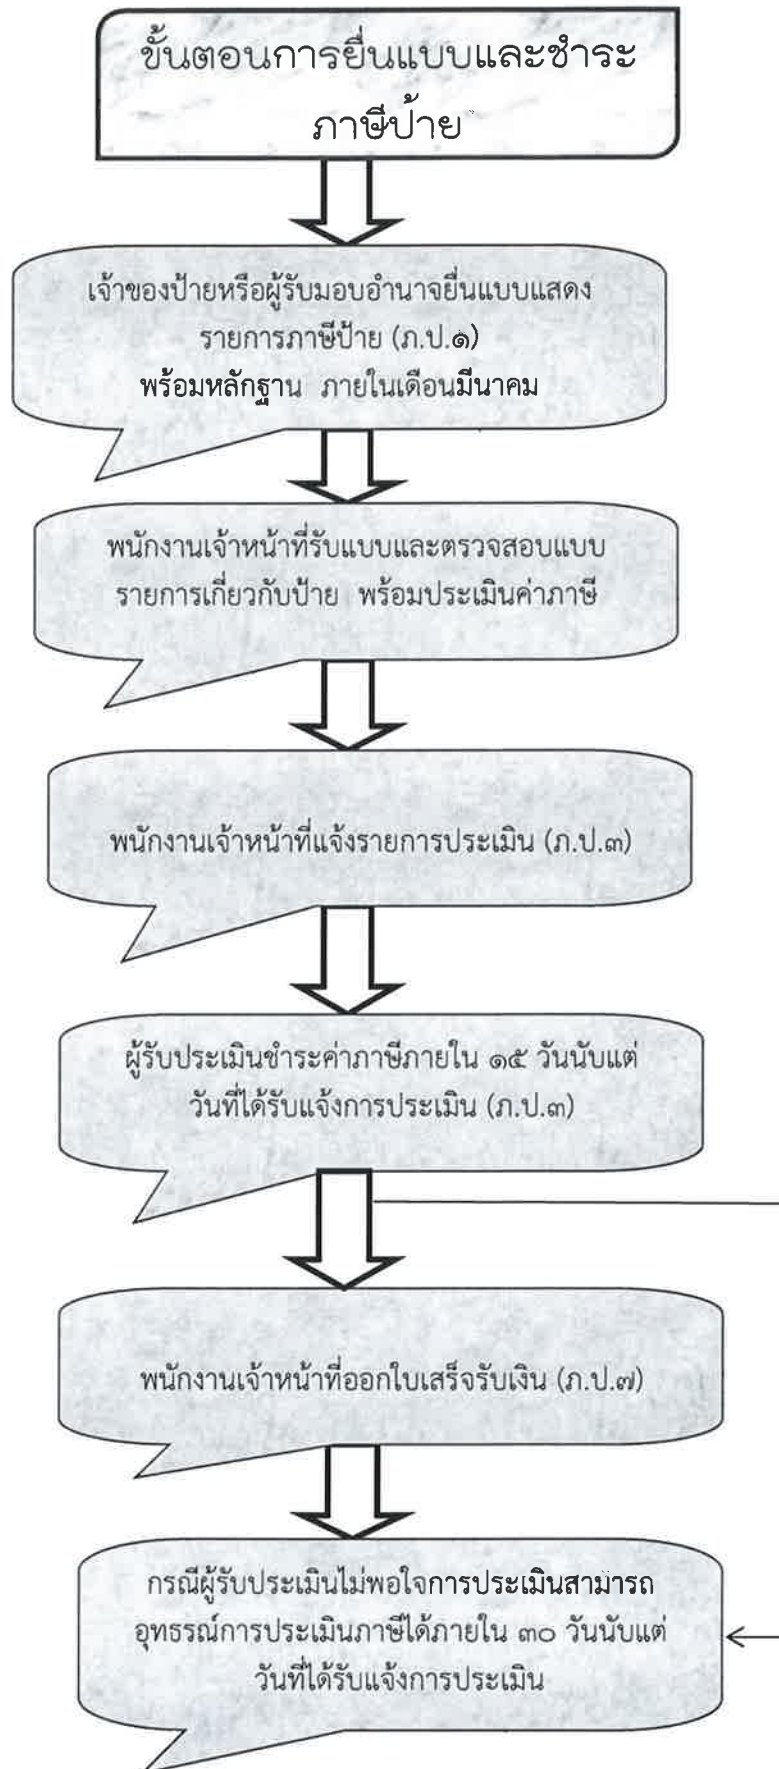 ขั้นตอนการยื่นแบบและชำระ
ภาษีป้าย
เจ้าของป้ายหรือผู้รับมอบอำนาจยื่นแบบแสดง
รายการภาษีป้าย (ภ.ป.๑)
พร้อมหลักฐาน ภายในเดือนมีนาคม
พนักงานเจ้าหน้าที่รับแบบและตรวจสอบแบบ
รายการเกี่ยวกับป้าย พร้อมประเมินค่าภาษี
พนักงานเจ้าหน้าที่แจ้งรายการประเมิน (ภ.ป.๓)
ผู้รับประเมินชำระค่าภาษีภายใน ๑๕ วันนับแต่
วันที่ได้รับแจ้งการประเมิน (ภ.ป.๓)
พนักงานเจ้าหน้าที่ออกใบเสร็จรับเงิน (ภ.ป.๗)
กรณีผู้รับประเมินไม่พอใจการประเมินสามารถ
อุทธรณ์การประเมินภาษีได้ภายใน ๓๐ วันนับแต่
วันที่ได้รับแจ้งการประเมิน